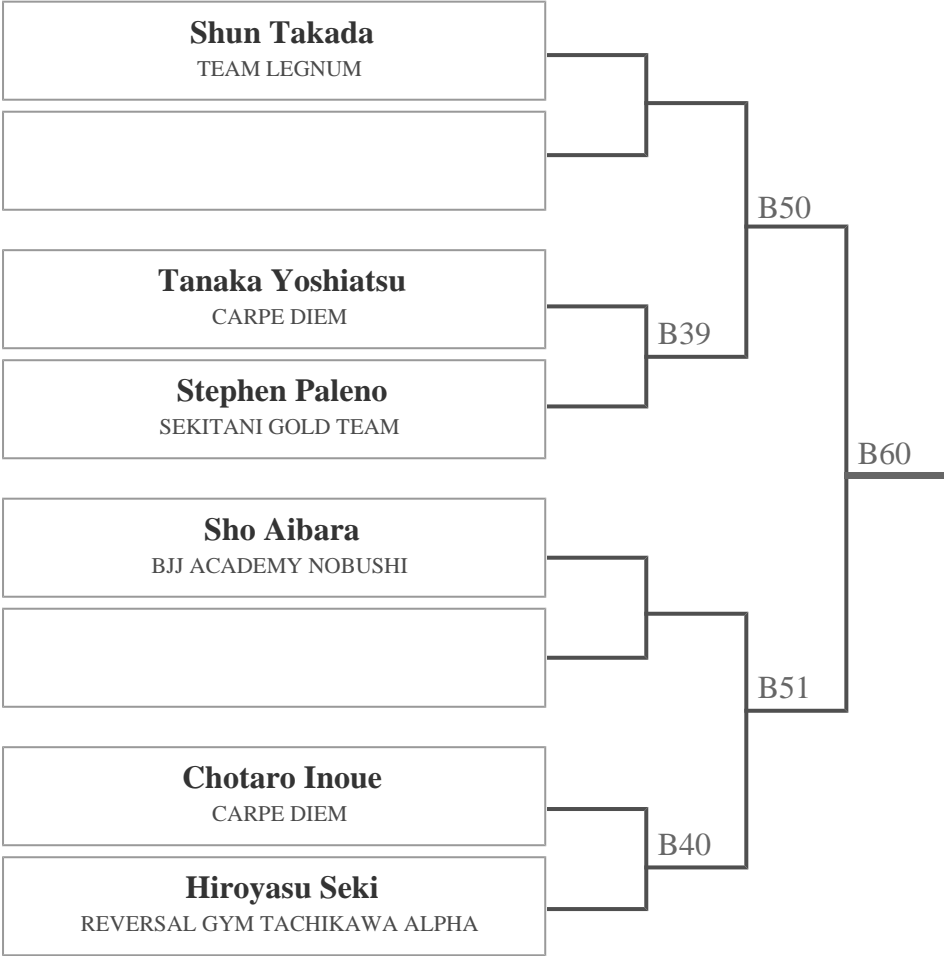 Shun Takada
TEAM LEGNUM
B50
Tanaka Yoshiatsu
CARPE DIEM
B39
Stephen Paleno
SEKITANI GOLD TEAM
B60
Sho Aibara
BJJ ACADEMY NOBUSHI
B51
Chotaro Inoue
CARPE DIEM
B40
Hiroyasu Seki
REVERSAL GYM TACHIKAWA ALPHA